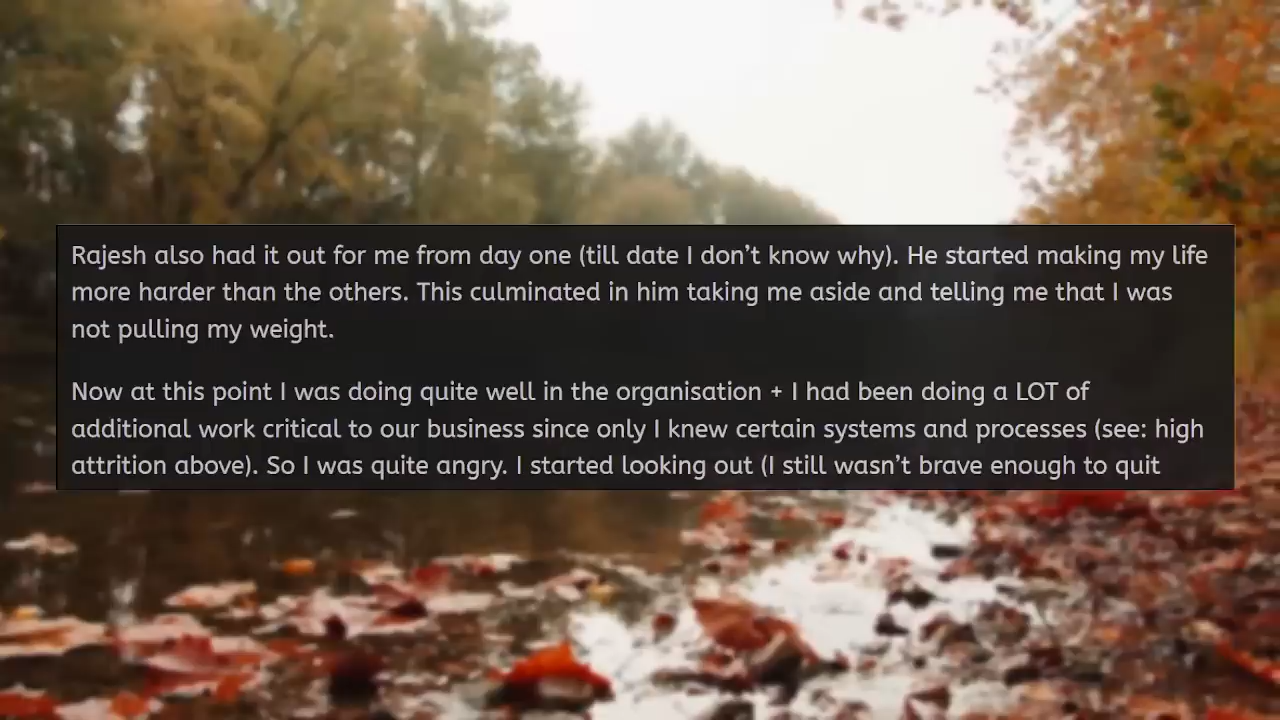 Rajesh also had it out for me from day one (till date I don’t know why). He started making my life
more harder than the others. This culminated in him taking me aside and telling me that I was
not pulling my weight.
Now at this point I was doing quite well in the organisation + I had been doing a LOT of
additional work critical to our business since only I knew certain systems and processes (see: high
attrition above). So I was quite angry. I started looking out (I still wasn’t brave enough to quit